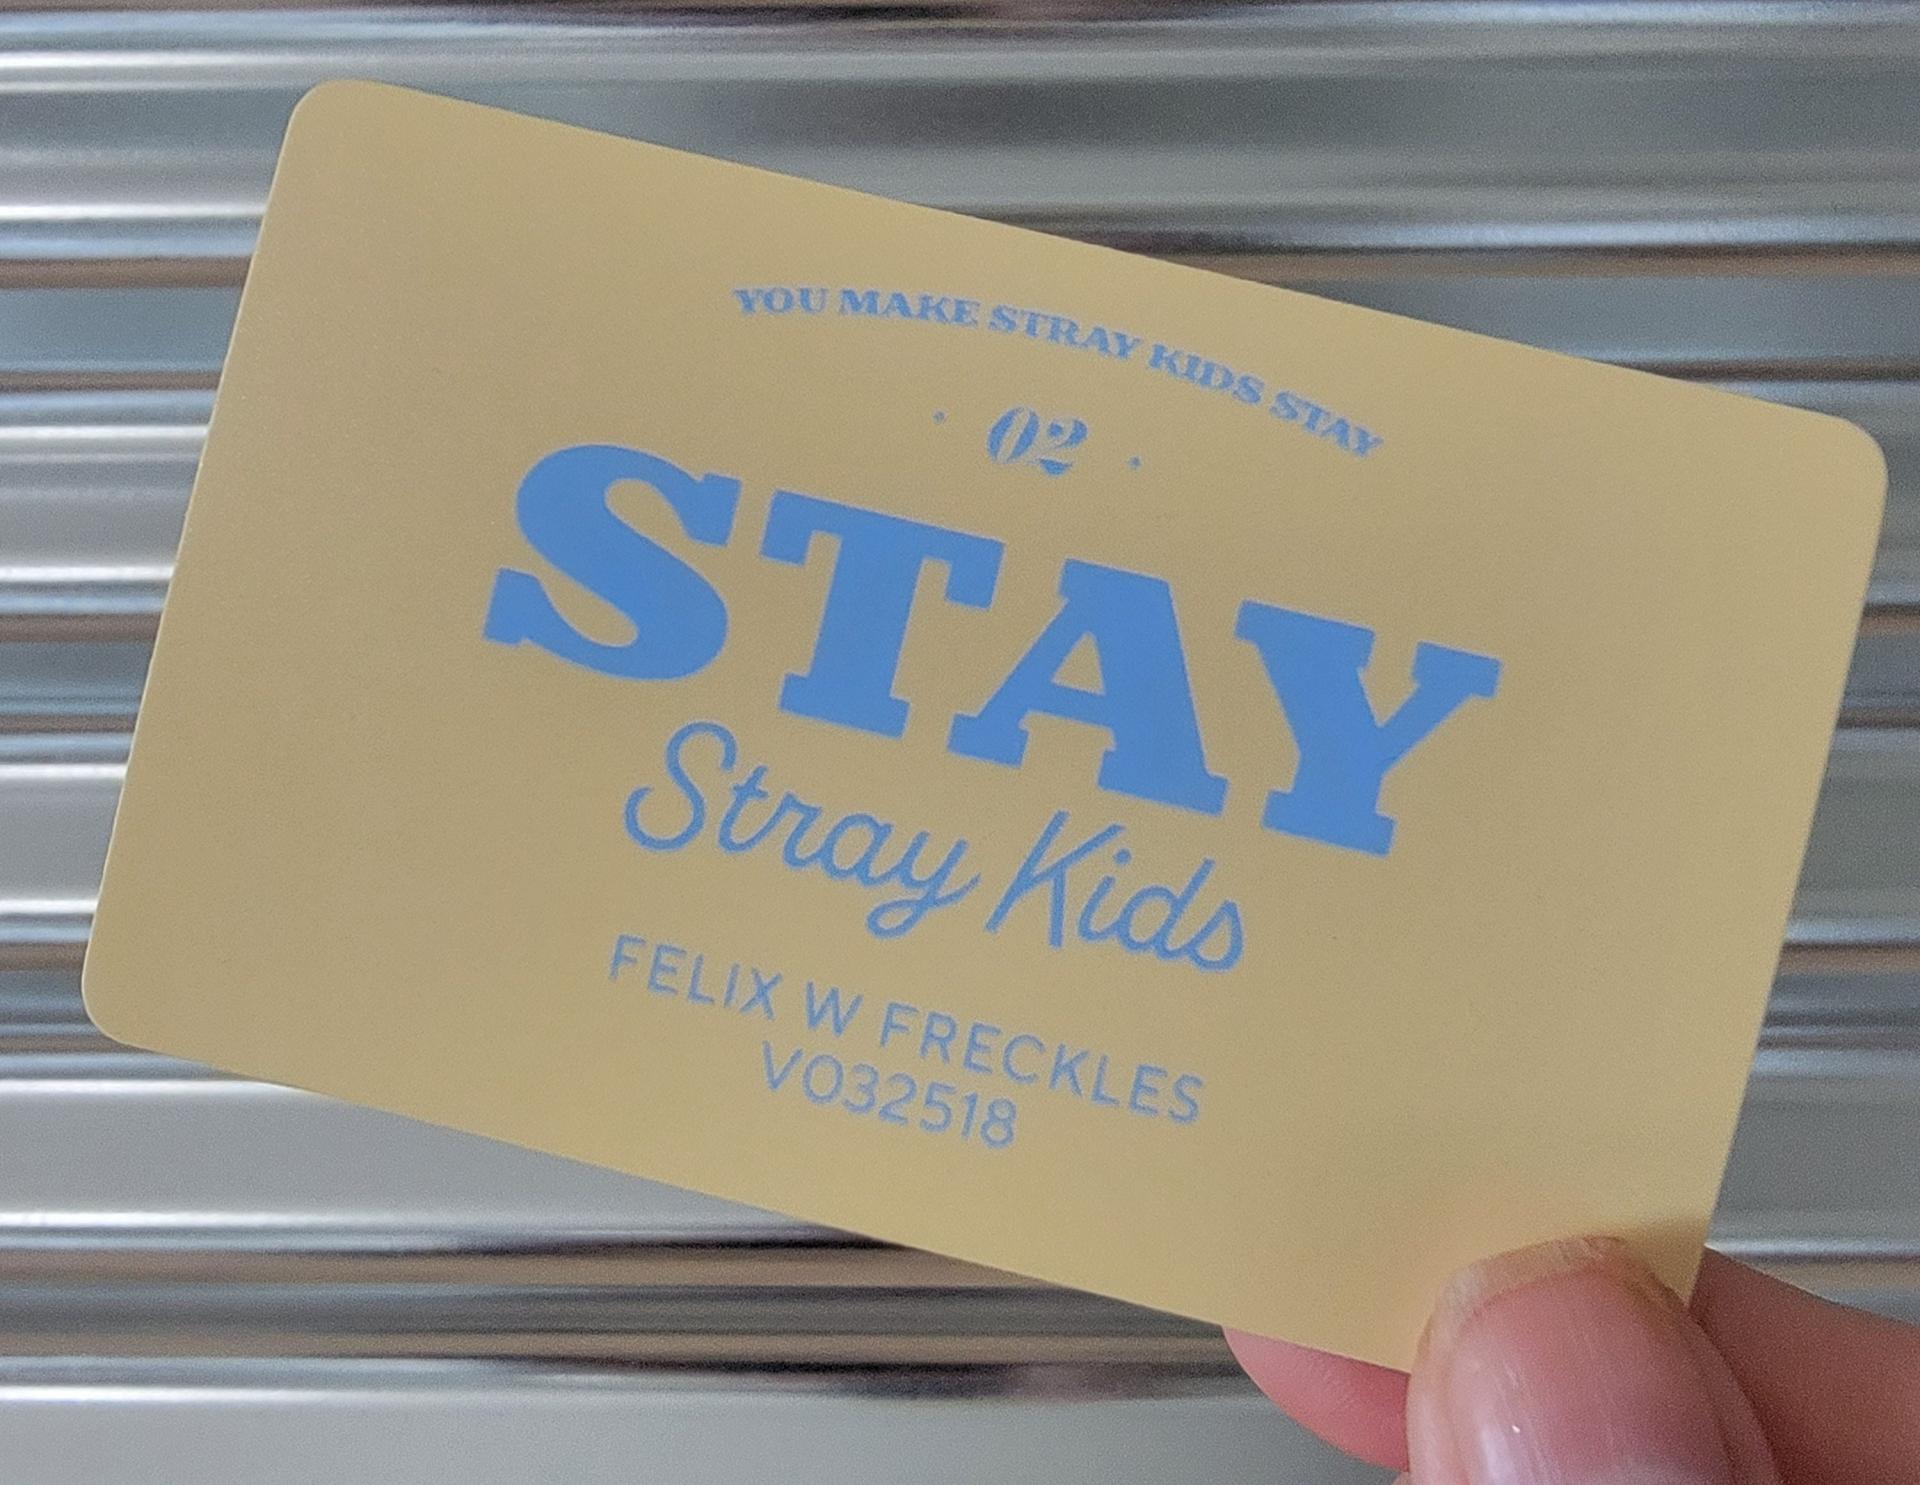 YOU MAKE STRAY KIDS STAY
· 02 ·
STAY
Stray Kids
FELIX W FRECKLES
V032518